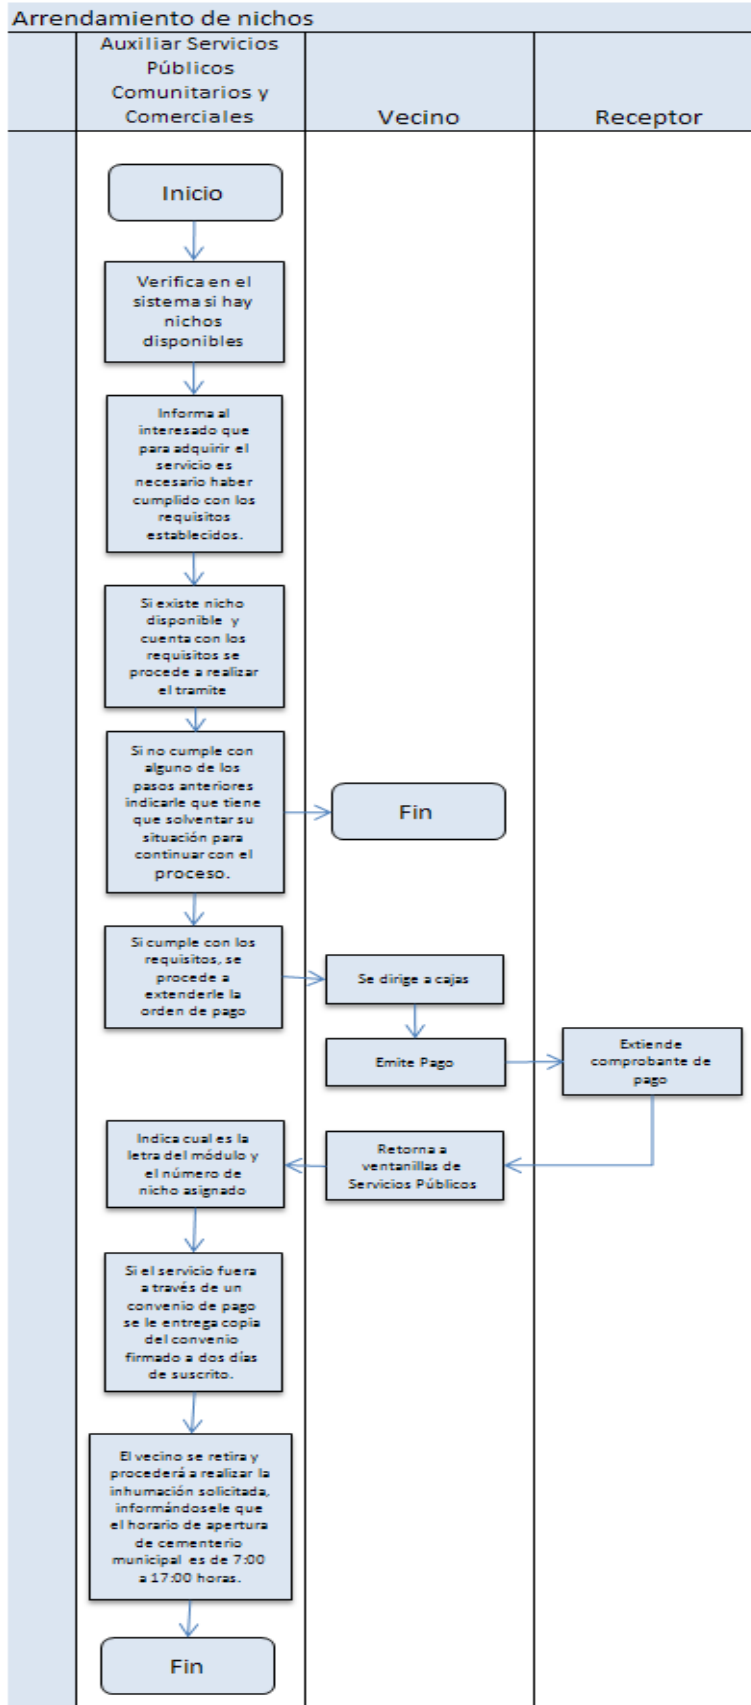 Arrendamiento de nichos
Auxiliar Servicios
Públicos
Comunitarios y
Comerciales
Vecino
Receptor
Inicio
Verifica en el
sistema si hay
nichos
disponibles
Informa al
interesado que
para adquirir el
servicio es
necesario haber
cumplido con los
requisitos
establecidos.
Si existe nicho
disponible y
cuenta con los
requisitos se
procede a realizar
el tramite
Si no cumple con
alguno de los
pasos anteriores
indicarle que tiene
que solventar su
situación para
continuar con el
proceso.
Fin
Si cumple con los
requisitos, se
procede a
extenderle la
orden de pago
Se dirige a cajas
Emite Pago
Extiende
comprobante de
pago
Retorna a
ventanillas de
Servicios Públicos
Indica cual es la
letra del módulo y
el número de
nicho asignado
Si el servicio fuera
a través de un
convenio de pago
se le entrega copia
del convenio
firmado a dos días
de suscrito.
El vecino se retira y
procederá a realizar la
inhumación solicitada,
informándosele que
el horario de apertura
de cementerio
municipal es de 7:00
a 17:00 horas.
Fin